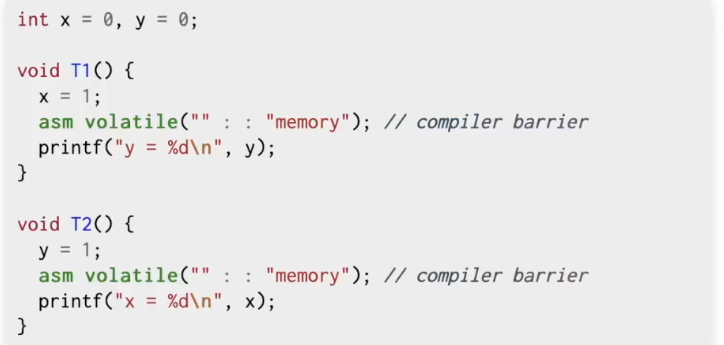 int x = 0, y = 0;
void T1() {
x = 1;
asm volatile("" : : "memory"); // compiler barrier
printf("y = %d\n", y);
}
void T2() {
y = 1;
asm volatile("" : : "memory"); // compiler barrier
printf("x = %d\n", x);
}